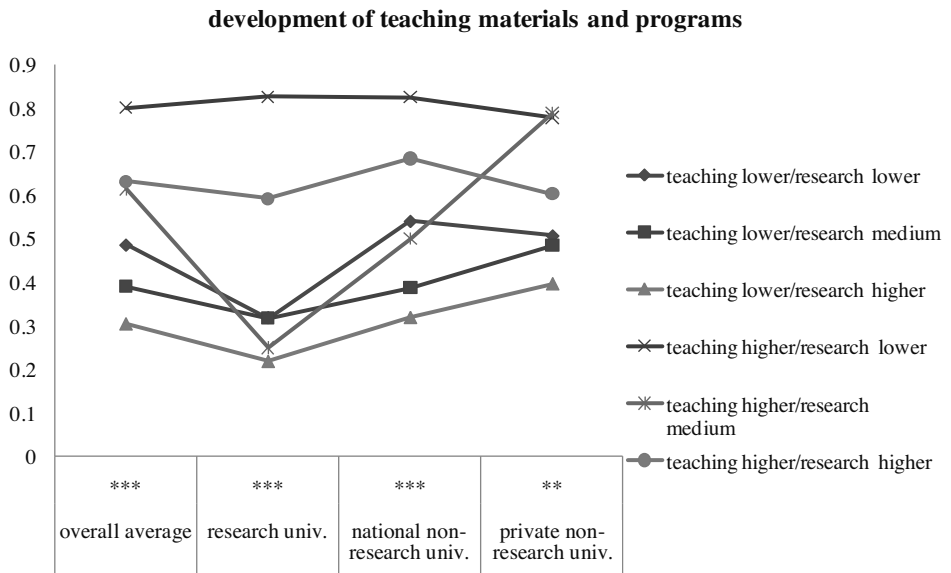 development of teaching materials and programs
0.9
0.8
0.7
0.6
0.5
0.4
0.3
0.2
0.1
0
teaching lower/research lower
teaching lower/research medium
teaching lower/research higher
teaching higher/research lower
teaching higher/research
medium
teaching higher/research higher
*** *** *** **
overall average research univ. national non-
research univ. private non-
research univ.